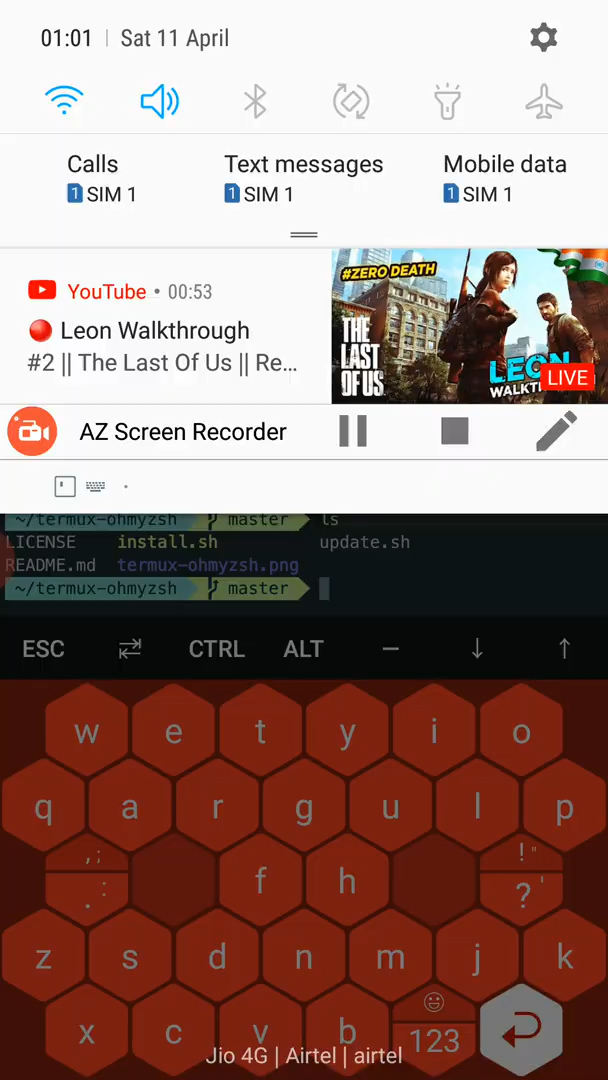 01:01 | Sat 11 April
Calls
Text messages
Mobile data
1 SIM 1
1 SIM 1
1 SIM 1
YouTube • 00:53
🔴 Leon Walkthrough
#2 || The Last Of Us || Re...
#ZERO DEATH
THE
LAST
OF US
LEON
LIVE
AZ Screen Recorder
~/termux-ohmyzsh master ls
LICENSE install.sh update.sh
README.md termux-ohmyzsh.png
~/termux-ohmyzsh master
ESC CTRL ALT – ↓ ↑
w e t y i o
q a r g u l p
, ; f h ! "
. : ? '
z s d n m j k
x c v b 123
Jio 4G | Airtel | airtel